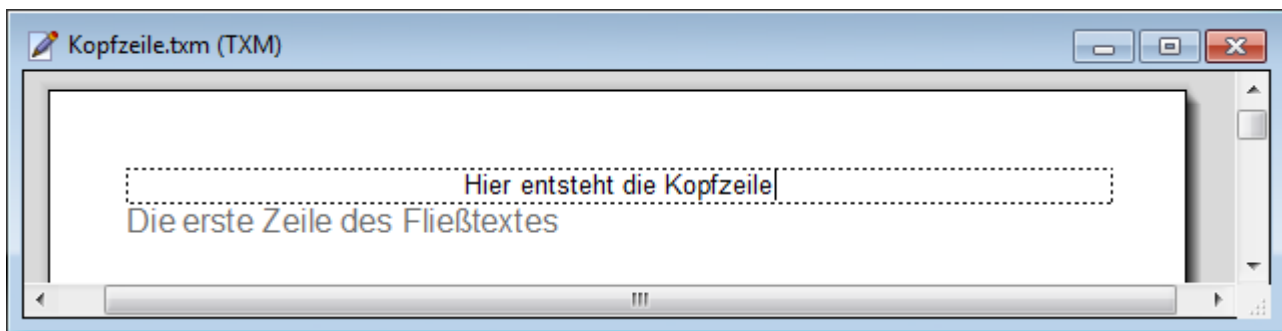 Kopfzeile.txm (TXM)
Hier entsteht die Kopfzeile
Die erste Zeile des Fließtextes